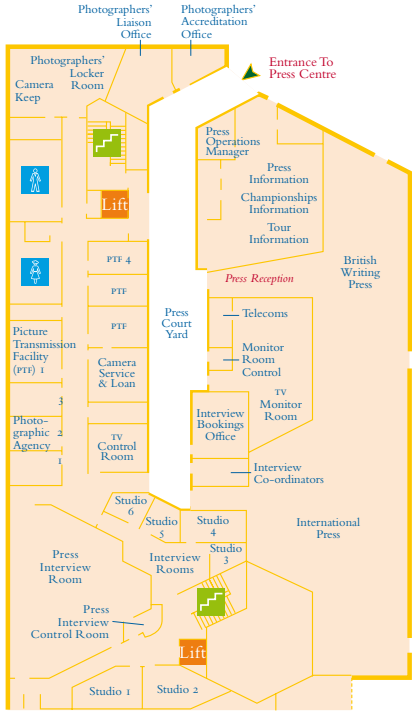 Photographers'
Liaison
Office
Photographers'
Accreditation
Office
Entrance To
Press Centre
Photographers'
Locker
Room
Camera
Keep
Lift
Press
Operations
Manager
Press
Information
Championships
Information
Tour
Information
British
Writing
Press
Press Reception
PTF 4
PTF
PTF
Press
Court
Yard
Telecoms
Monitor
Room
Control
Picture
Transmission
Facility
(PTF) 1
Camera
Service
& Loan
TV
Monitor
Room
3
Photo-
graphic 2
Agency
1
TV
Control
Room
Interview
Bookings
Office
Interview
Co-ordinators
Studio
6
Studio
5
Studio
4
Studio
3
International
Press
Press
Interview
Room
Interview
Rooms
Press
Interview
Control Room
Lift
Studio 1
Studio 2